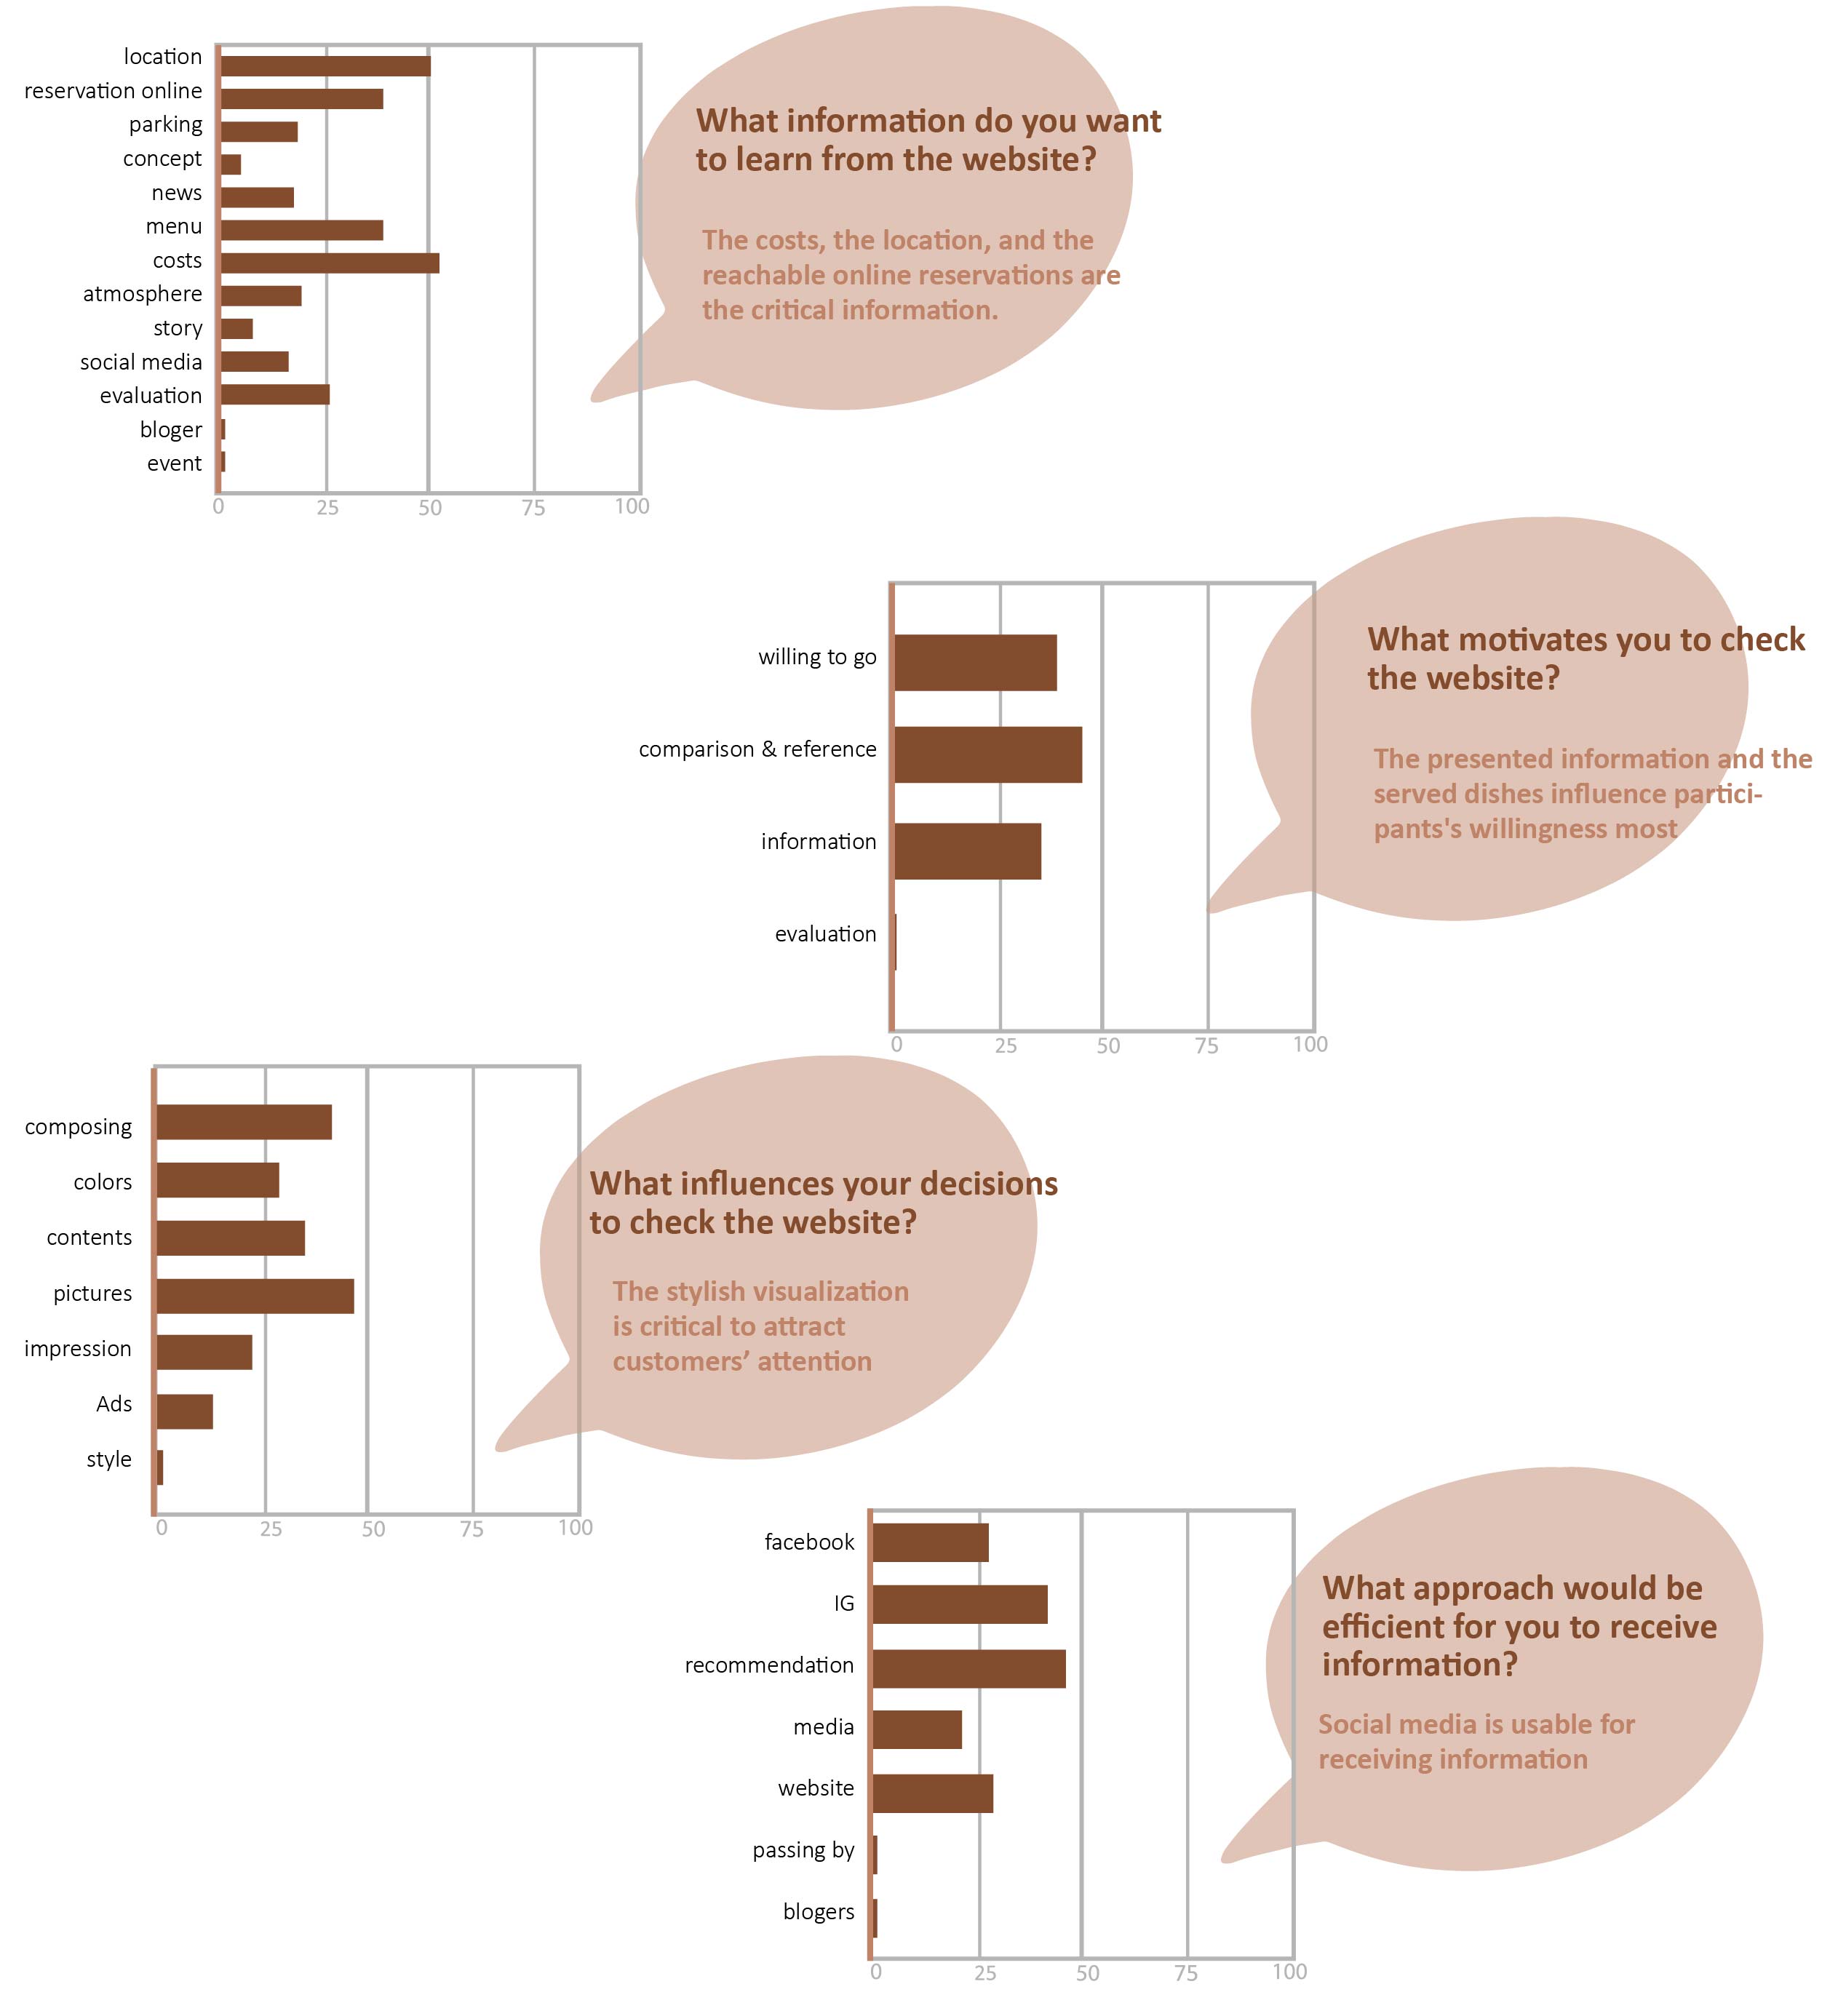 location
reservation online
parking
concept
news
menu
costs
atmosphere
story
social media
evaluation
bloger
event
0 25 50 75 100
What information do you want
to learn from the website?
The costs, the location, and the
reachable online reservations are
the critical information.
willing to go
comparison & reference
information
evaluation
0 25 50 75 100
What motivates you to check
the website?
The presented information and the
served dishes influence partici-
pants's willingness most
composing
colors
contents
pictures
impression
Ads
style
0 25 50 75 100
What influences your decisions
to check the website?
The stylish visualization
is critical to attract
customers’ attention
facebook
IG
recommendation
media
website
passing by
blogers
0 25 50 75 100
What approach would be
efficient for you to receive
information?
Social media is usable for
receiving information